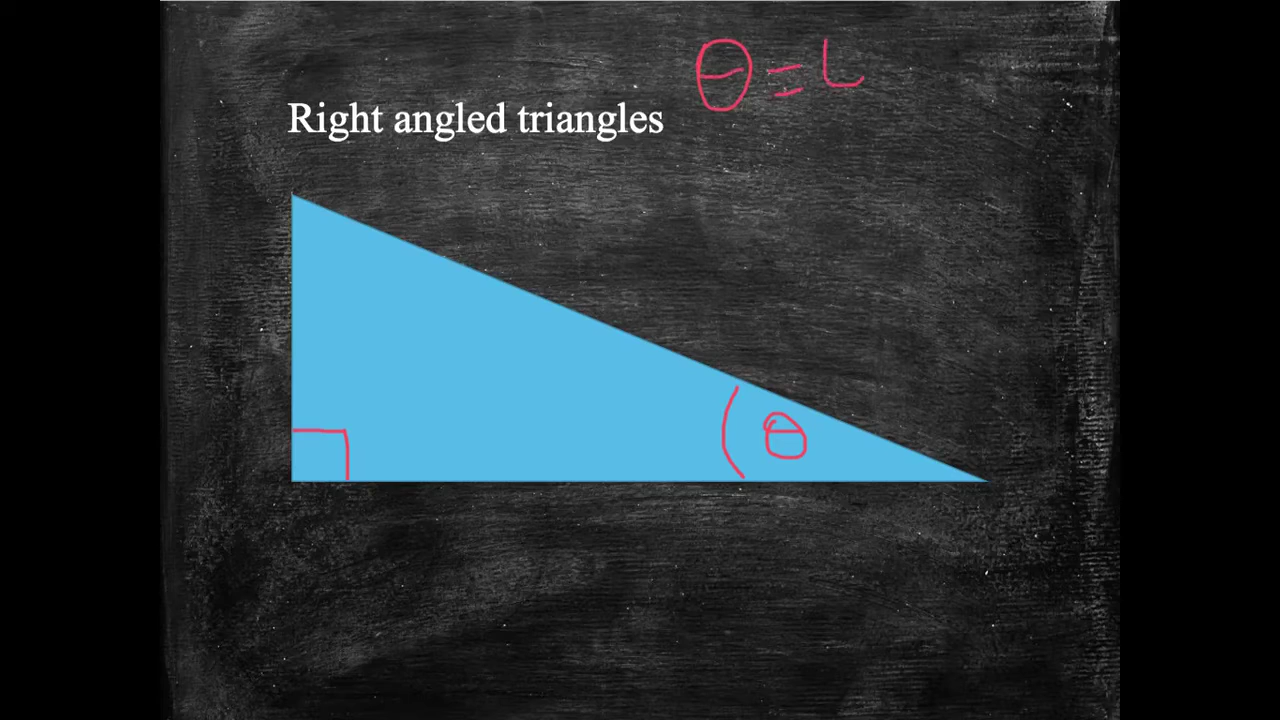 θ = L
Right angled triangles
θ